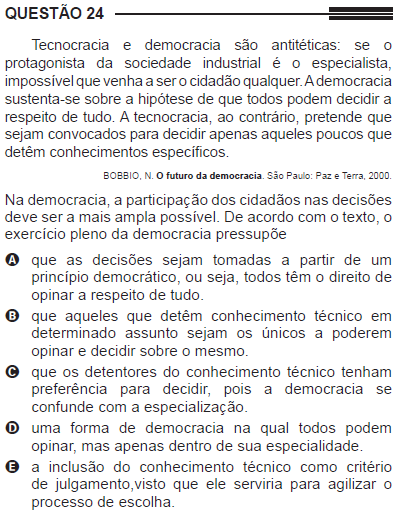 QUESTÃO 24
Tecnocracia e democracia são antitéticas: se o
protagonista da sociedade industrial é o especialista,
impossível que venha a ser o cidadão qualquer. A democracia
sustenta-se sobre a hipótese de que todos podem decidir a
respeito de tudo. A tecnocracia, ao contrário, pretende que
sejam convocados para decidir apenas aqueles poucos que
detêm conhecimentos específicos.
BOBBIO, N. O futuro da democracia. São Paulo: Paz e Terra, 2000.
Na democracia, a participação dos cidadãos nas decisões
deve ser a mais ampla possível. De acordo com o texto, o
exercício pleno da democracia pressupõe
A que as decisões sejam tomadas a partir de um
princípio democrático, ou seja, todos têm o direito de
opinar a respeito de tudo.
B que aqueles que detêm conhecimento técnico em
determinado assunto sejam os únicos a poderem
opinar e decidir sobre o mesmo.
C que os detentores do conhecimento técnico tenham
preferência para decidir, pois a democracia se
confunde com a especialização.
D uma forma de democracia na qual todos podem
opinar, mas apenas dentro de sua especialidade.
E a inclusão do conhecimento técnico como critério
de julgamento,visto que ele serviria para agilizar o
processo de escolha.